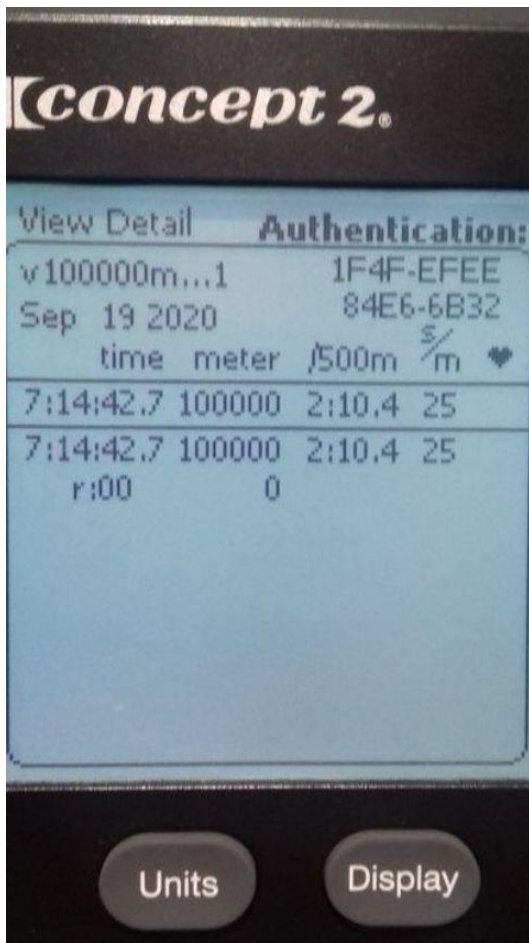 concept 2®
View Detail Authentication:
v100000m...1 1F4F-EFEE
Sep 19 2020 84E6-6B32
time meter /500m s/m ♥
7:14:42.7 100000 2:10.4 25
7:14:42.7 100000 2:10.4 25
r:00 0
Units Display